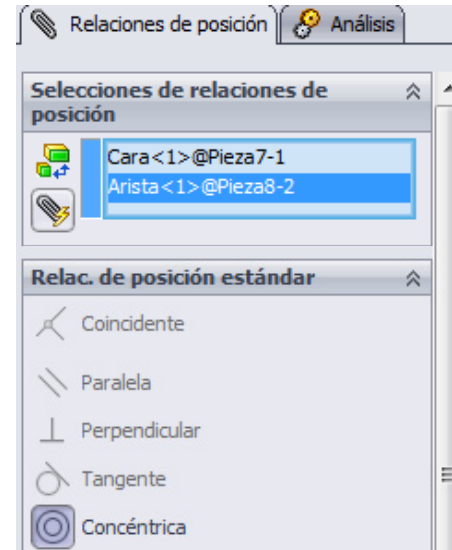 Relaciones de posición Análisis
Selecciones de relaciones de
posición
Cara<1>@Pieza7-1
Arista<1>@Pieza8-2
Relac. de posición estándar
Coincidente
Paralela
Perpendicular
Tangente
Concéntrica